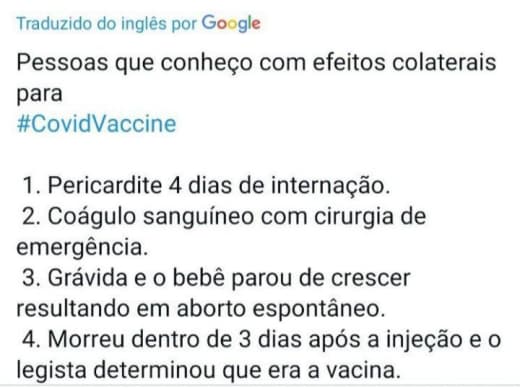 Traduzido do inglês por Google
Pessoas que conheço com efeitos colaterais
para
#CovidVaccine
1. Pericardite 4 dias de internação.
2. Coágulo sanguíneo com cirurgia de
emergência.
3. Grávida e o bebê parou de crescer
resultando em aborto espontâneo.
4. Morreu dentro de 3 dias após a injeção e o
legista determinou que era a vacina.